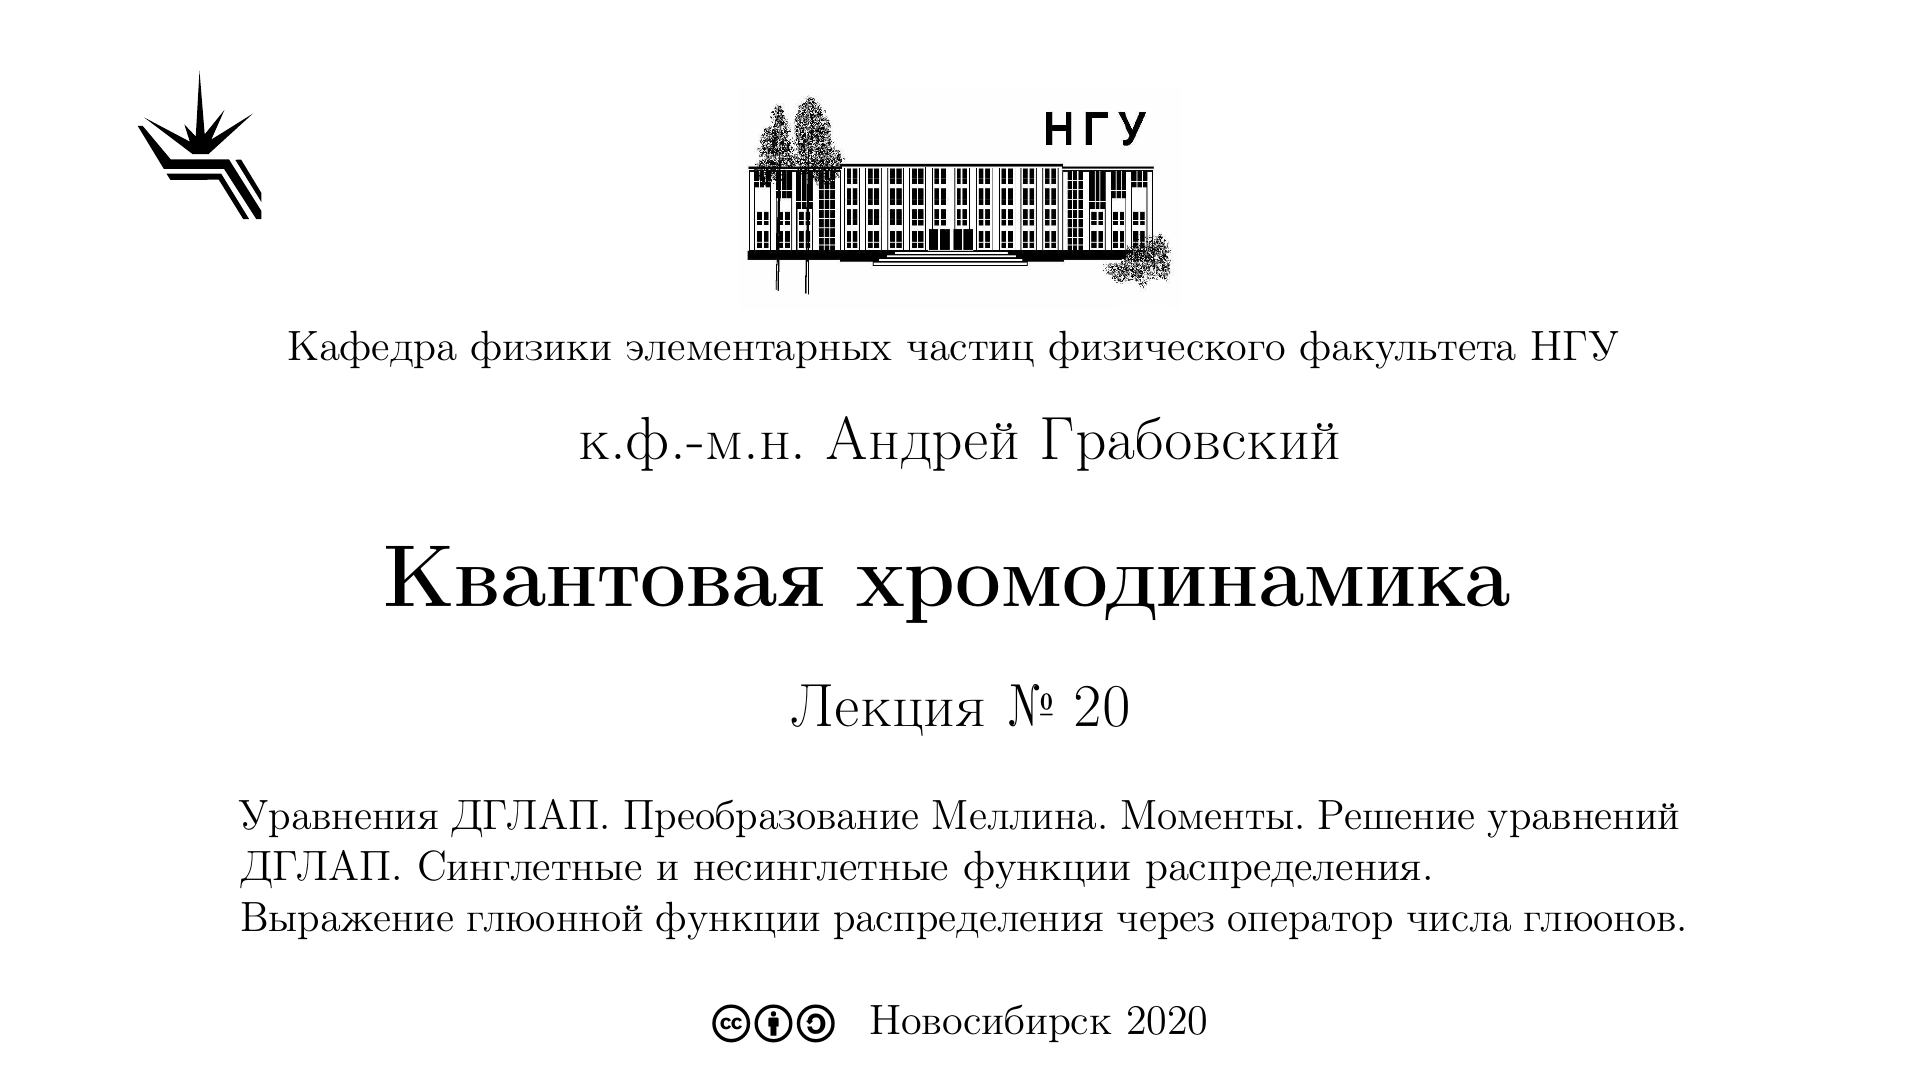 НГУ
Кафедра физики элементарных частиц физического факультета НГУ
к.ф.-м.н. Андрей Грабовский
Квантовая хромодинамика
Лекция № 20
Уравнения ДГЛАП. Преобразование Меллина. Моменты. Решение уравнений
ДГЛАП. Синглетные и несинглетные функции распределения.
Выражение глюонной функции распределения через оператор числа глюонов.
cc Новосибирск 2020